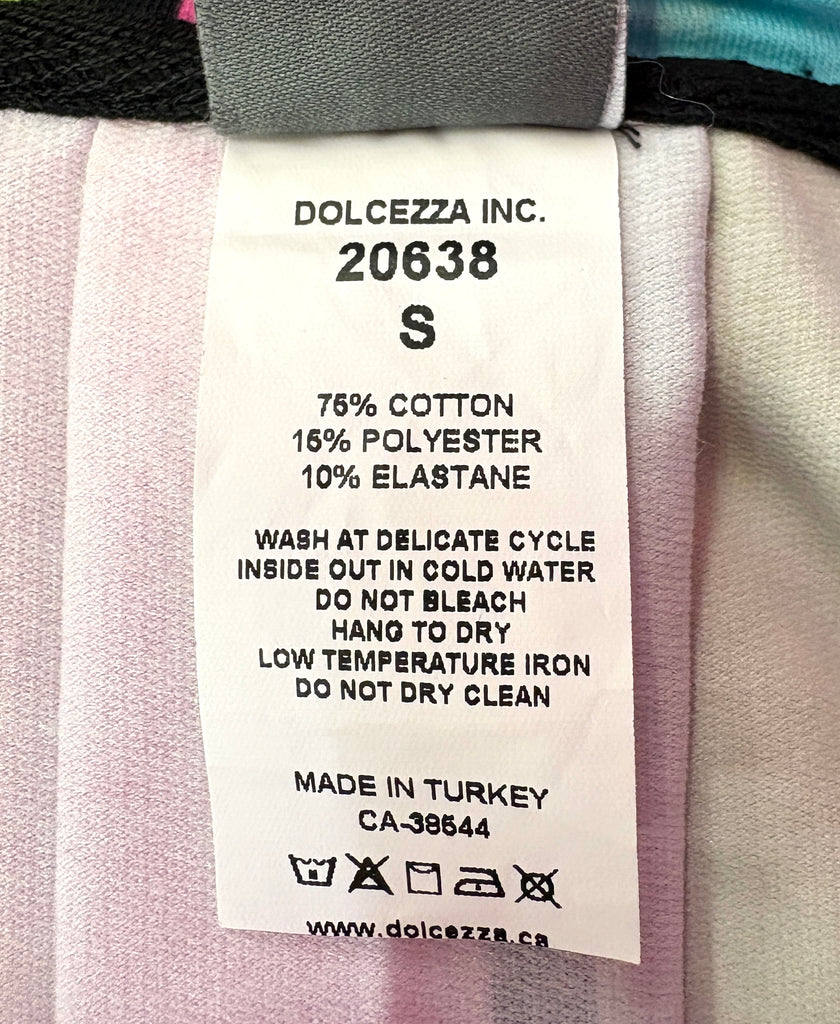 DOLCEZZA INC.
20638
S
75% COTTON
15% POLYESTER
10% ELASTANE
WASH AT DELICATE CYCLE
INSIDE OUT IN COLD WATER
DO NOT BLEACH
HANG TO DRY
LOW TEMPERATURE IRON
DO NOT DRY CLEAN
MADE IN TURKEY
CA-38544
www.dolcezza.ca